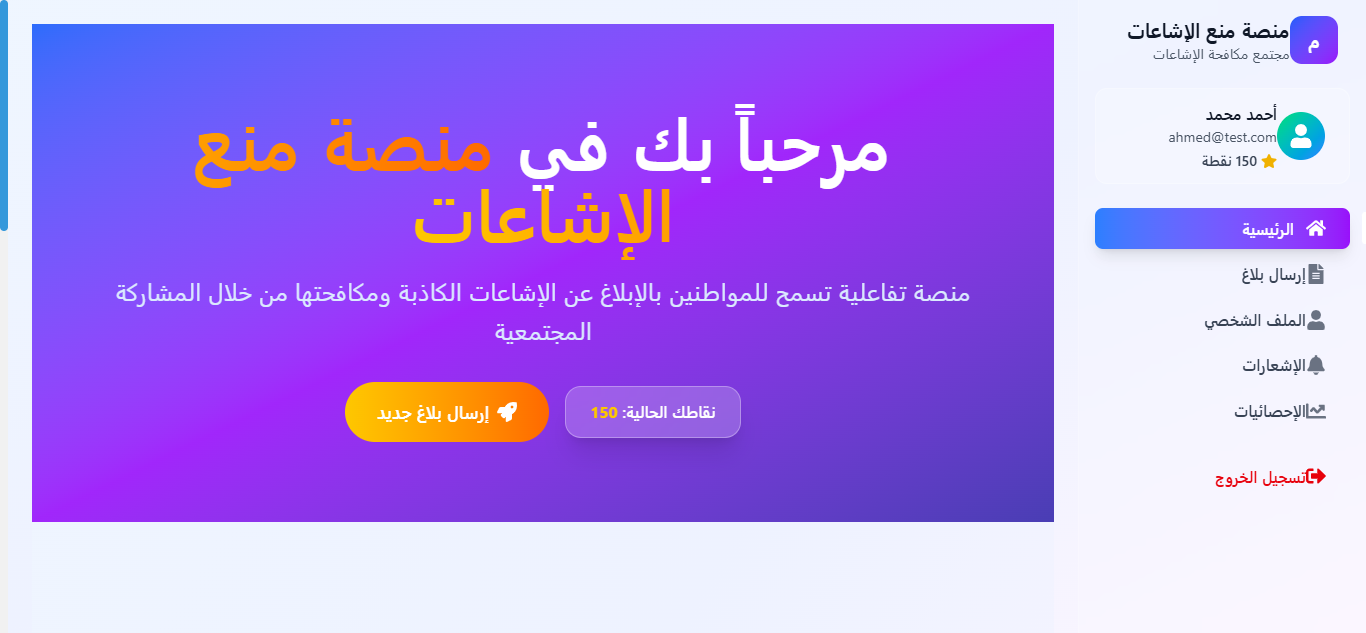 منصة منع الإشاعات
مجتمع مكافحة الإشاعات
م
أحمد محمد
ahmed@test.com
150 نقطة
الرئيسية
إرسال بلاغ
الملف الشخصي
الإشعارات
الإحصائيات
تسجيل الخروج
مرحباً بك في منصة منع
الإشاعات
منصة تفاعلية تسمح للمواطنين بالإبلاغ عن الإشاعات الكاذبة ومكافحتها من خلال المشاركة
المجتمعية
نقاطك الحالية: 150
إرسال بلاغ جديد